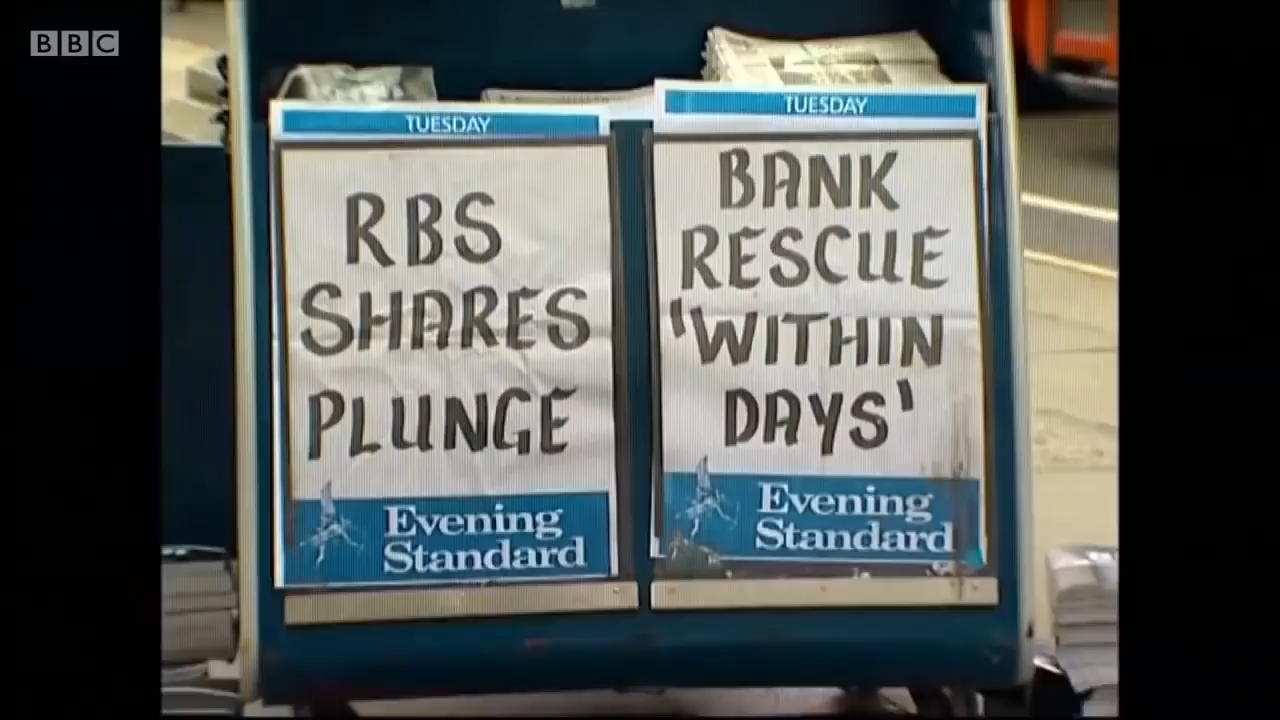 BBC
TUESDAY
RBS
SHARES
PLUNGE
Evening
Standard
TUESDAY
BANK
RESCUE
'WITHIN
DAYS'
Evening
Standard